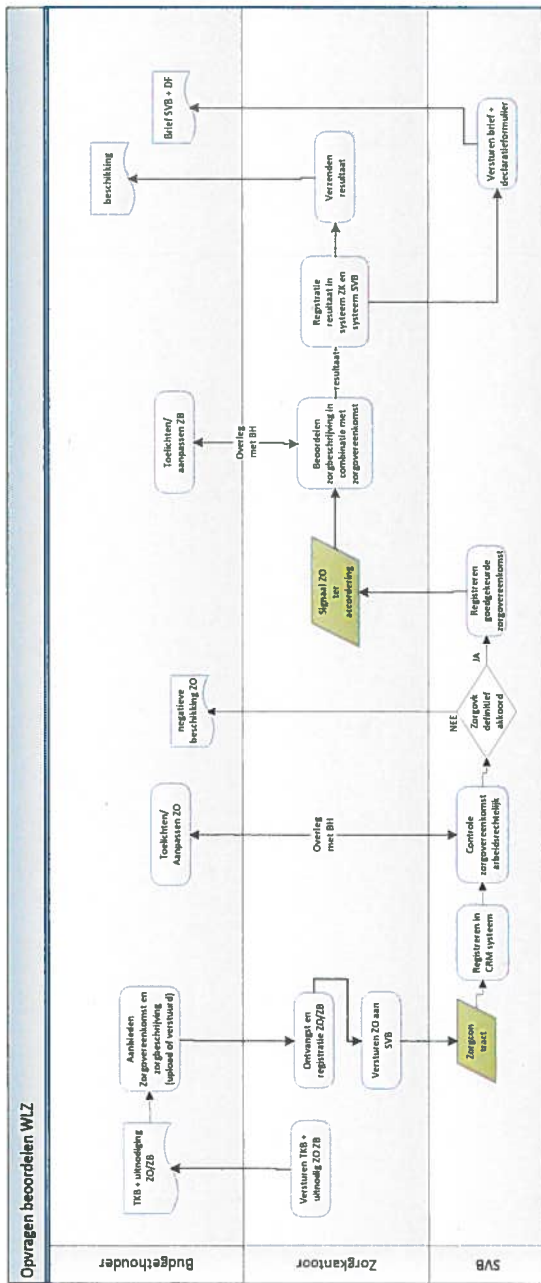 Opvragen beoordelen WLZ
Budgethouder
TKB + uitnodiging
ZO/ZB
Aanbieden
Zorgovereenkomst en
zorgbeschrijving
(upload of verstuurd)
Toelichten/
Aanpassen ZO
negatieve
beschikking ZO
Toelichten/
aanpassen ZB
beschikking
Brief SVB + DF
Zorgkantoor
Versturen TKB +
uitnodig ZO ZB
Ontvangst en
registratie ZO/ZB
Versturen ZO aan
SVB
Overleg
met BH
Signaal ZO
ter
accordering
Overleg
met BH
Beoordelen
zorgbeschrijving in
combinatie met
zorgovereenkomst
resultaat
Registratie
resultaat in
systeem ZK en
systeem SVB
Verzenden
resultaat
SVB
Zorgcon
tract
Registreren in
CRM systeem
Controle
zorgovereenkomst
arbeidsrechtelijk
NEE
Zorgovk
definitief
akkoord
JA
Registreren
goedgekeurde
zorgovereenkomst
Versturen brief +
declaratieformulier